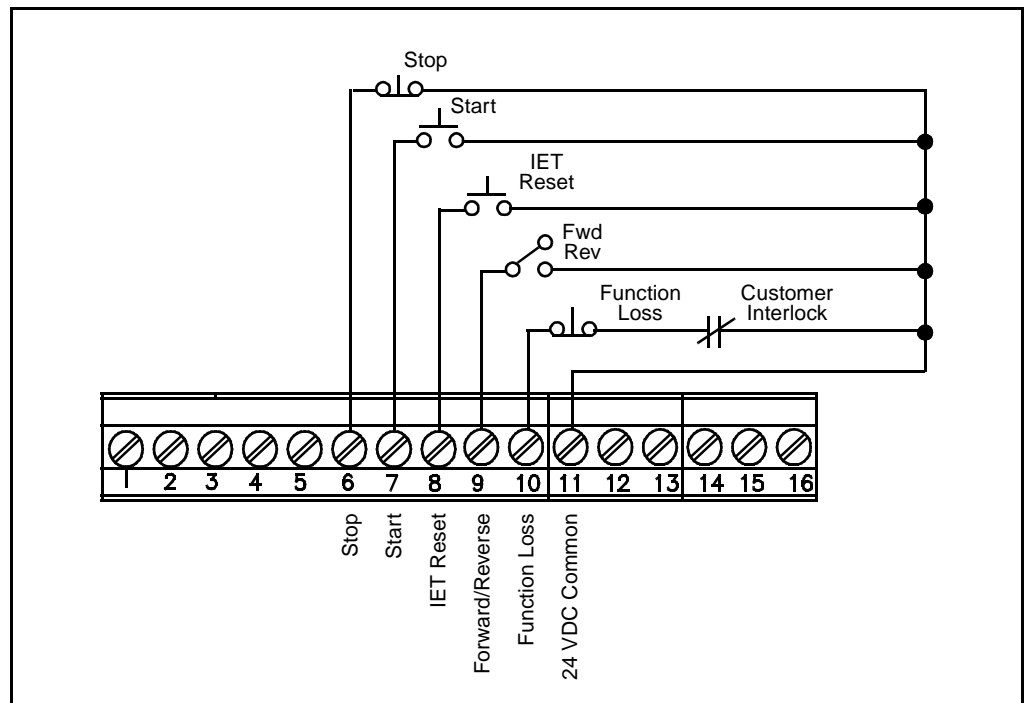 Stop
Start
IET
Reset
Fwd
Rev
Function
Loss
Customer
Interlock
1 2 3 4 5 6 7 8 9 10 11 12 13 14 15 16
Stop
Start
IET Reset
Forward/Reverse
Function Loss
24 VDC Common